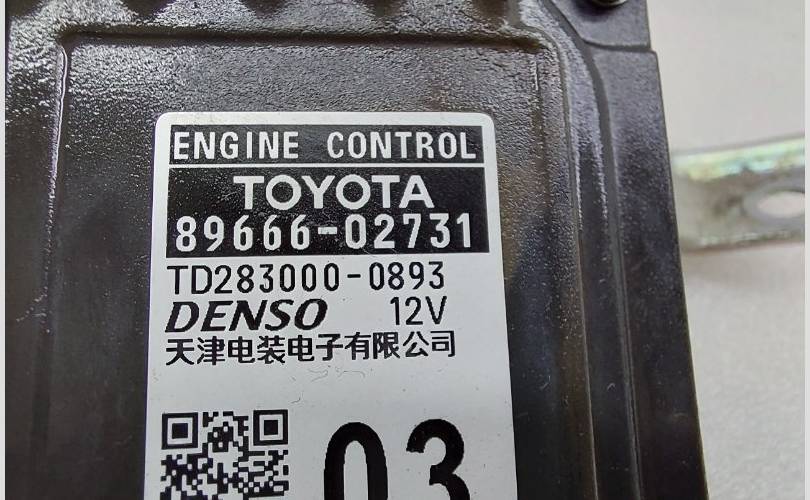 ENGINE CONTROL
TOYOTA
89666-02731
TD283000-0893
DENSO 12V
天津电装电子有限公司
03